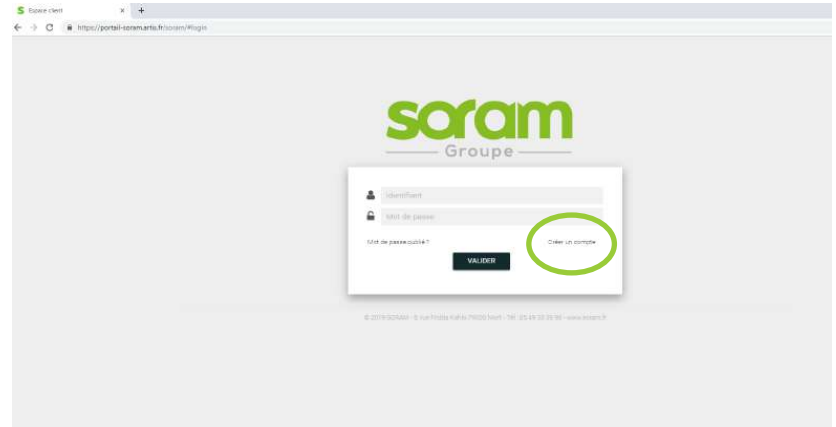 Espace client
https://portail-soram.artis.fr/soram/#login
soram
Groupe
Identifiant
Mot de passe
Mot de passe oublié ?
Créer un compte
VALIDER
SORAM